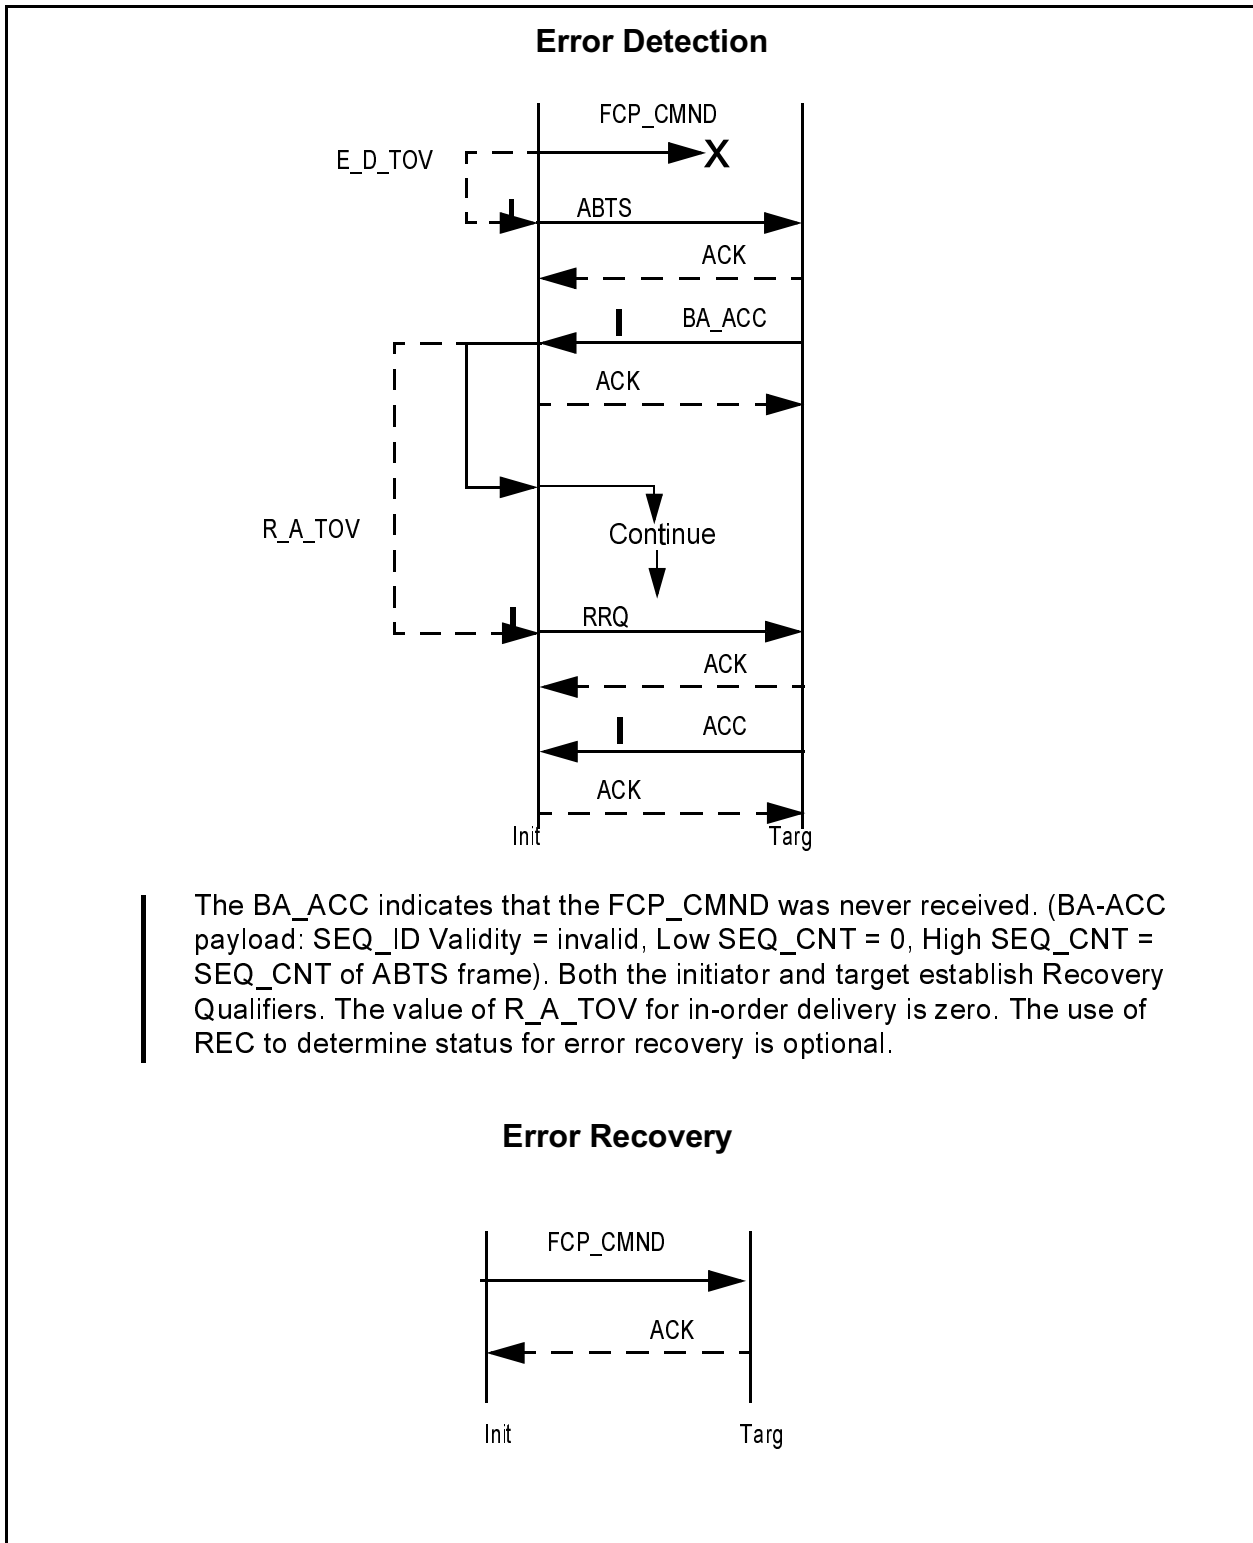 Error Detection
FCP_CMND
X
E_D_TOV
ABTS
ACK
BA_ACC
ACK
R_A_TOV
Continue
RRQ
ACK
ACC
ACK
Init
Targ
The BA_ACC indicates that the FCP_CMND was never received. (BA-ACC
payload: SEQ_ID Validity = invalid, Low SEQ_CNT = 0, High SEQ_CNT =
SEQ_CNT of ABTS frame). Both the initiator and target establish Recovery
Qualifiers. The value of R_A_TOV for in-order delivery is zero. The use of
REC to determine status for error recovery is optional.
Error Recovery
FCP_CMND
ACK
Init
Targ